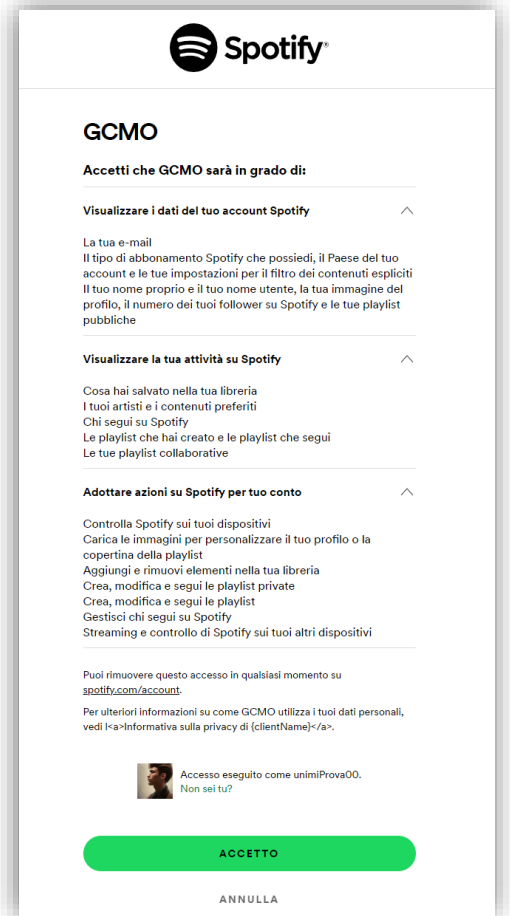 Spotify®
GCMO
Accetti che GCMO sarà in grado di:
Visualizzare i dati del tuo account Spotify
La tua e-mail
Il tipo di abbonamento Spotify che possiedi, il Paese del tuo
account e le tue impostazioni per il filtro dei contenuti espliciti
Il tuo nome proprio e il tuo nome utente, la tua immagine del
profilo, il numero dei tuoi follower su Spotify e le tue playlist
pubbliche
Visualizzare la tua attività su Spotify
Cosa hai salvato nella tua libreria
I tuoi artisti e i contenuti preferiti
Chi segui su Spotify
Le playlist che hai creato e le playlist che segui
Le tue playlist collaborative
Adottare azioni su Spotify per tuo conto
Controlla Spotify sui tuoi dispositivi
Carica le immagini per personalizzare il tuo profilo o la
copertina della playlist
Aggiungi e rimuovi elementi nella tua libreria
Crea, modifica e segui le playlist private
Crea, modifica e segui le playlist
Gestisci chi segui su Spotify
Streaming e controllo di Spotify sui tuoi altri dispositivi
Puoi rimuovere questo accesso in qualsiasi momento su
spotify.com/account.
Per ulteriori informazioni su come GCMO utilizza i tuoi dati personali,
vedi l<a>Informativa sulla privacy di {clientName}</a>.
Accesso eseguito come unimiProva00.
Non sei tu?
ACCETTO
ANNULLA